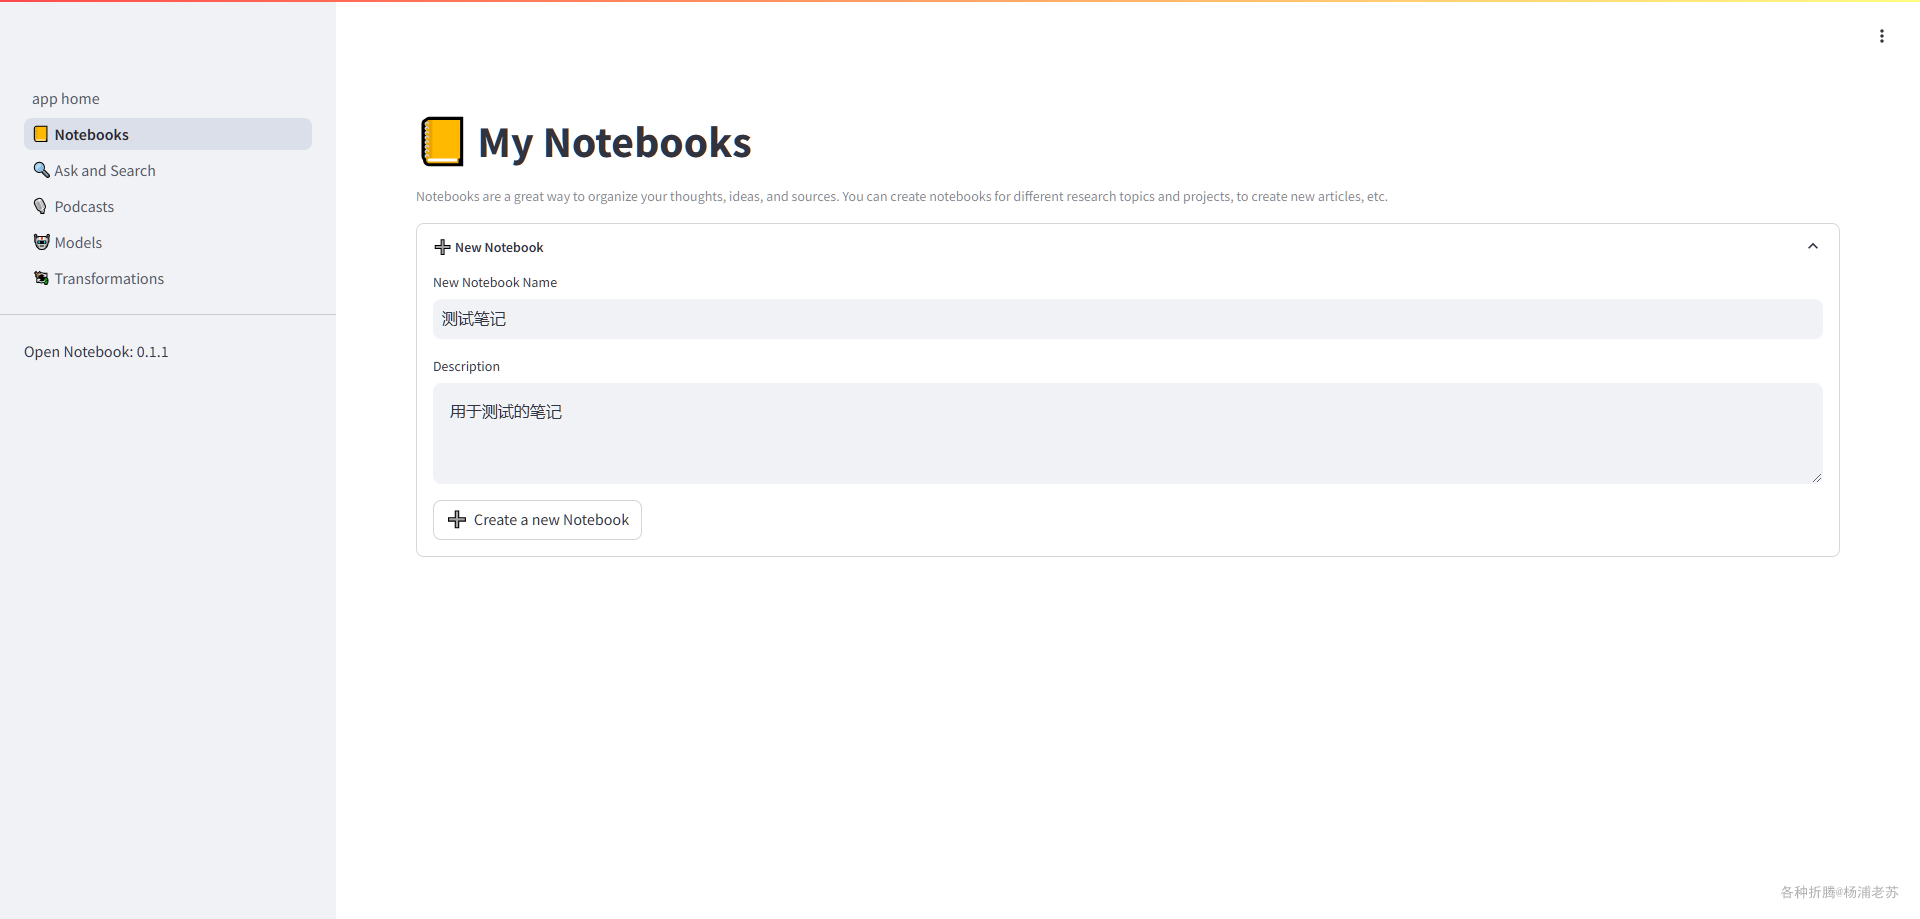 app home
Notebooks
Ask and Search
Podcasts
Models
Transformations
Open Notebook: 0.1.1
My Notebooks
Notebooks are a great way to organize your thoughts, ideas, and sources. You can create notebooks for different research topics and projects, to create new articles, etc.
New Notebook
New Notebook Name
测试笔记
Description
用于测试的笔记
Create a new Notebook
各种折腾@杨浦老苏